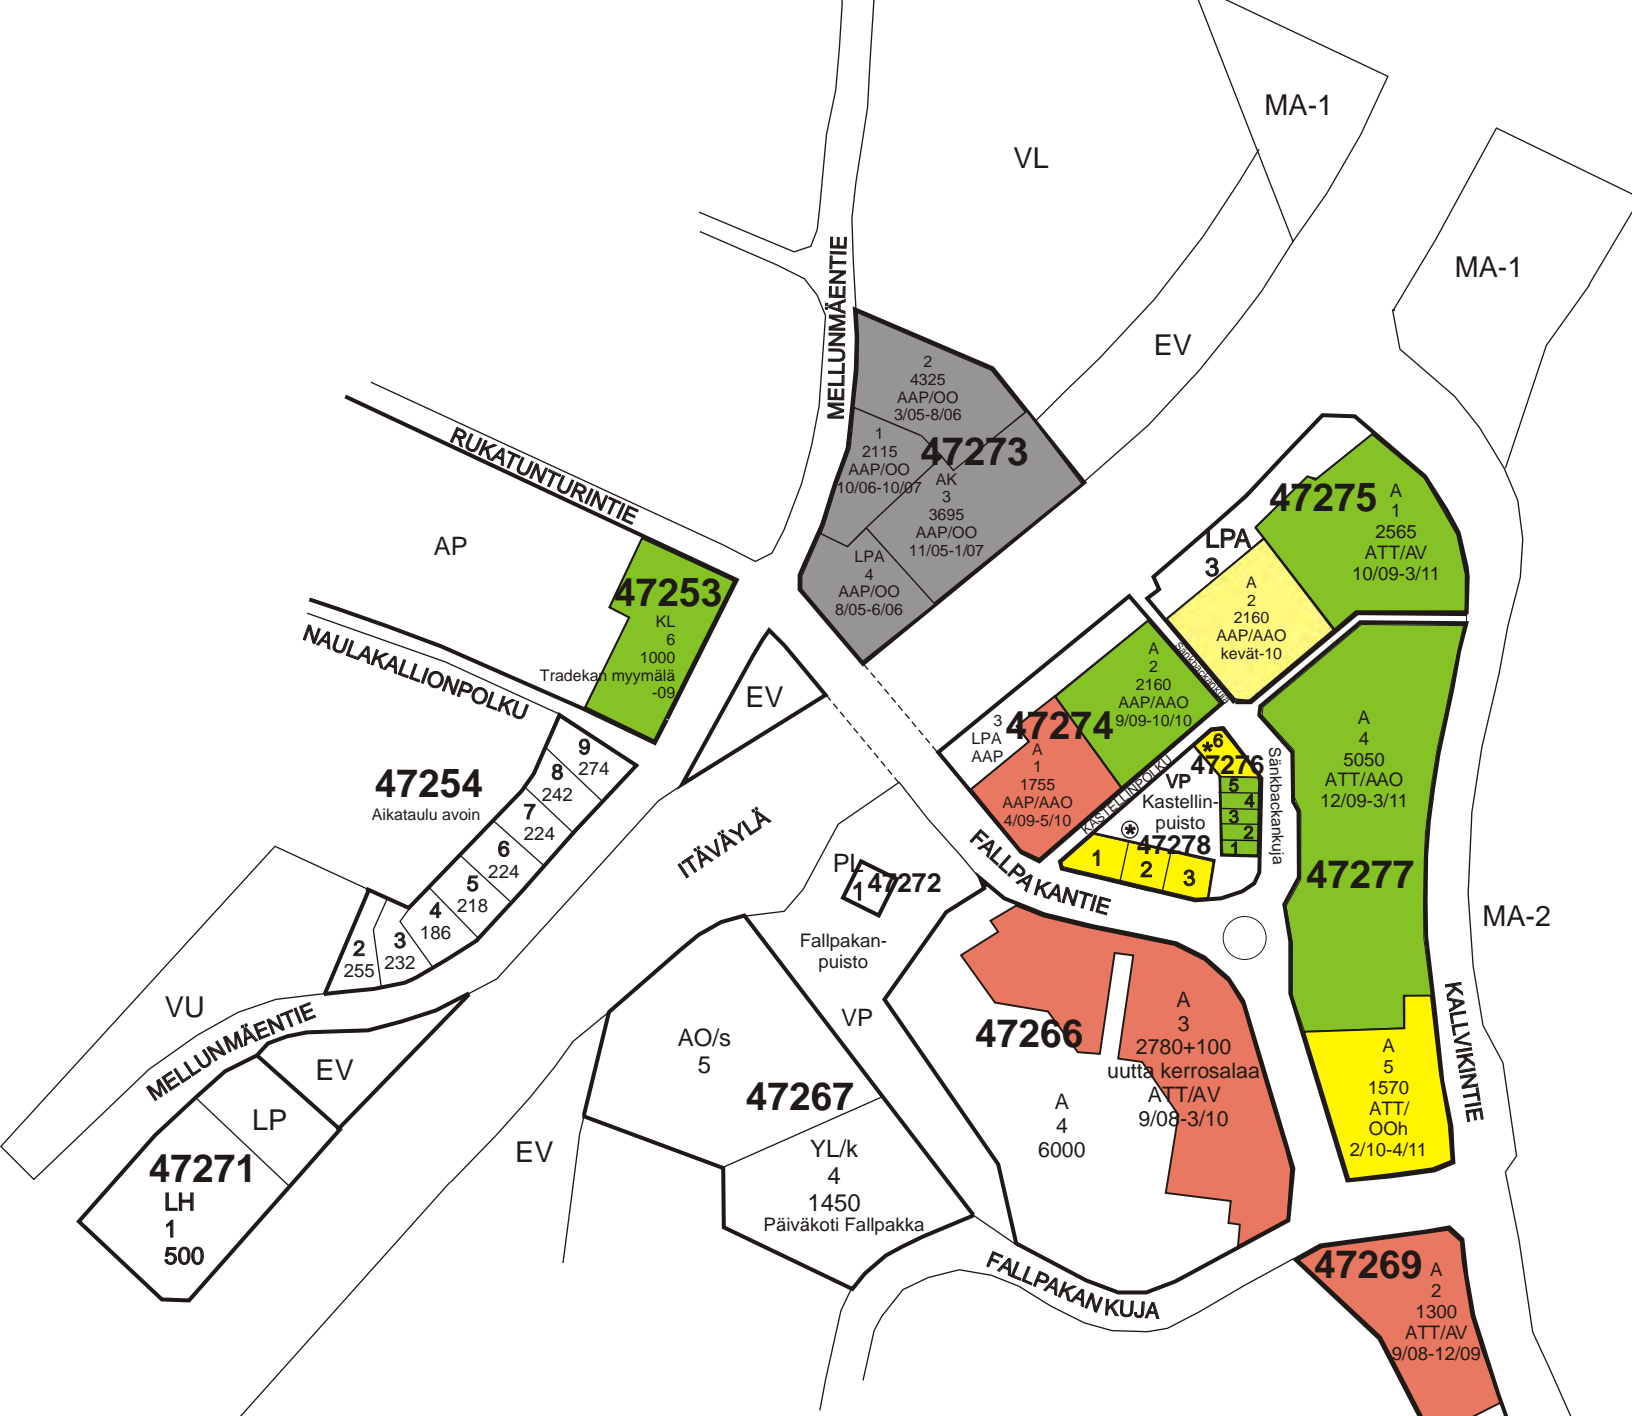 MA-1
VL
MA-1
EV
MELLUNMÄENTIE
2
4325
AAP/OO
3/05-8/06
1
2115
AAP/OO
10/06-10/07
47273
AK
3
3695
AAP/OO
11/05-1/07
LPA
4
AAP/OO
8/05-6/06
RUKATUNTURINTIE
AP
47253
KL
6
1000
Tradekan myymälä
-09
NAULAKALLIONPOLKU
EV
47275
A
1
2565
ATT/AV
10/09-3/11
LPA
3
A
2
2160
AAP/AAO
kevät-10
Sänkbackankuja
A
2
2160
AAP/AAO
9/09-10/10
47274
3
LPA
AAP
A
1
1755
AAP/AAO
4/09-5/10
KASTELLINPOLKU
*6
47276
5
4
3
2
1
VP
Kastellin-
puisto
*
47278
1
2
3
Sänkbackankuja
A
4
5050
ATT/AAO
12/09-3/11
47277
MA-2
KALLVIKINTIE
A
5
1570
ATT/
OOh
2/10-4/11
47254
Aikataulu avoin
9
274
8
242
7
224
6
224
5
218
4
186
3
232
2
255
ITÄVÄYLÄ
PL
1
47272
FALLPAKANTIE
Fallpakan-
puisto
VP
VU
MELLUNMÄENTIE
EV
LP
47271
LH
1
500
EV
AO/s
5
47267
YL/k
4
1450
Päiväkoti Fallpakka
47266
A
3
2780+100
uutta kerrosalaa
ATT/AV
9/08-3/10
A
4
6000
FALLPAKANKUJA
47269
A
2
1300
ATT/AV
9/08-12/09